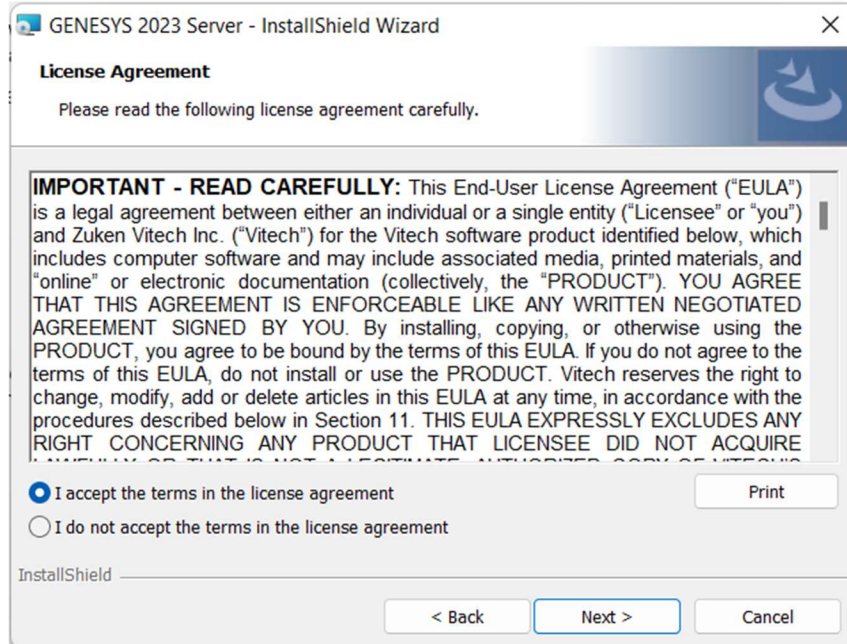 GENESYS 2023 Server - InstallShield Wizard
License Agreement
Please read the following license agreement carefully.
IMPORTANT - READ CAREFULLY: This End-User License Agreement (“EULA”)
is a legal agreement between either an individual or a single entity (“Licensee” or “you”)
and Zuken Vitech Inc. (“Vitech”) for the Vitech software product identified below, which
includes computer software and may include associated media, printed materials, and
“online” or electronic documentation (collectively, the “PRODUCT”). YOU AGREE
THAT THIS AGREEMENT IS ENFORCEABLE LIKE ANY WRITTEN NEGOTIATED
AGREEMENT SIGNED BY YOU. By installing, copying, or otherwise using the
PRODUCT, you agree to be bound by the terms of this EULA. If you do not agree to the
terms of this EULA, do not install or use the PRODUCT. Vitech reserves the right to
change, modify, add or delete articles in this EULA at any time, in accordance with the
procedures described below in Section 11. THIS EULA EXPRESSLY EXCLUDES ANY
RIGHT CONCERNING ANY PRODUCT THAT LICENSEE DID NOT ACQUIRE
I accept the terms in the license agreement
Print
I do not accept the terms in the license agreement
InstallShield
< Back
Next >
Cancel